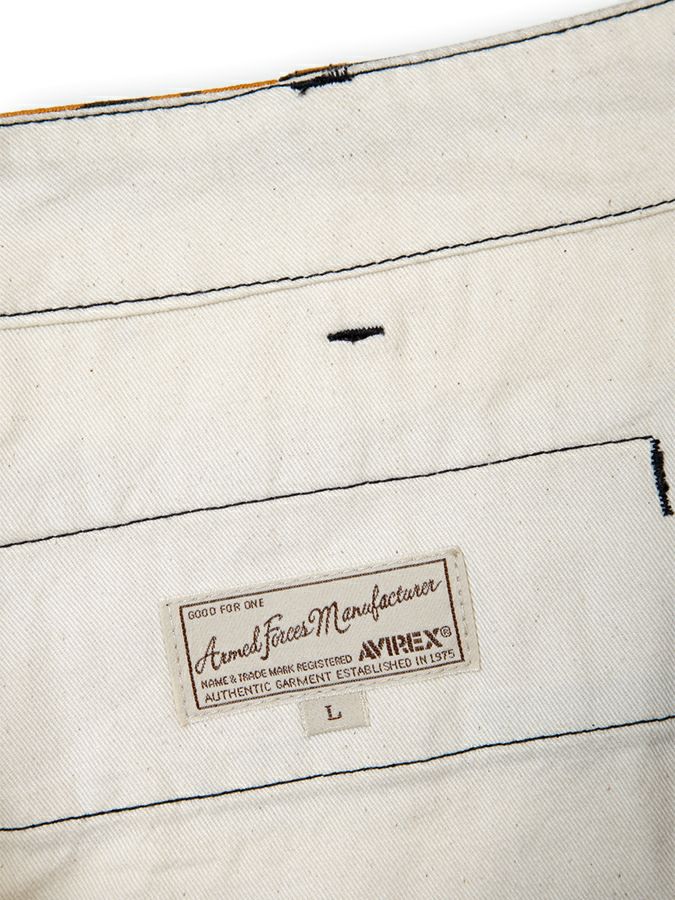 GOOD FOR ONE
Armed Forces Manufacturer
NAME & TRADE MARK REGISTERED AVIREX®
AUTHENTIC GARMENT ESTABLISHED IN 1975
L